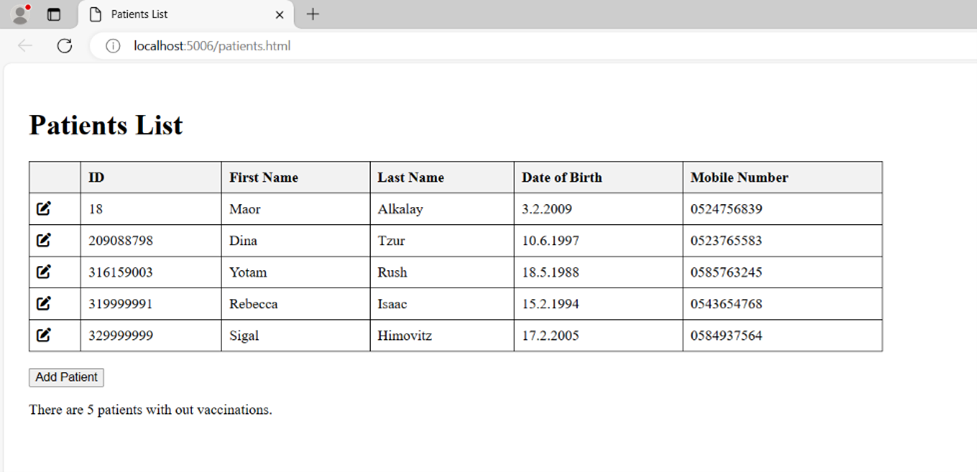 Patients List
localhost:5006/patients.html
Patients List
ID First Name Last Name Date of Birth Mobile Number
18 Maor Alkalay 3.2.2009 0524756839
209088798 Dina Tzur 10.6.1997 0523765583
316159003 Yotam Rush 18.5.1988 0585763245
319999991 Rebecca Isaac 15.2.1994 0543654768
329999999 Sigal Himovitz 17.2.2005 0584937564
Add Patient
There are 5 patients with out vaccinations.